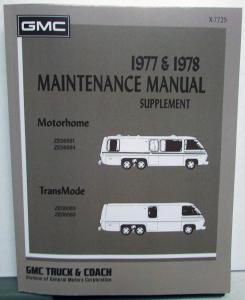 X-7725
GMC
1977 & 1978
MAINTENANCE MANUAL
SUPPLEMENT
Motorhome
TransMode
GMC TRUCK & COACH
Division of General Motors Corporation